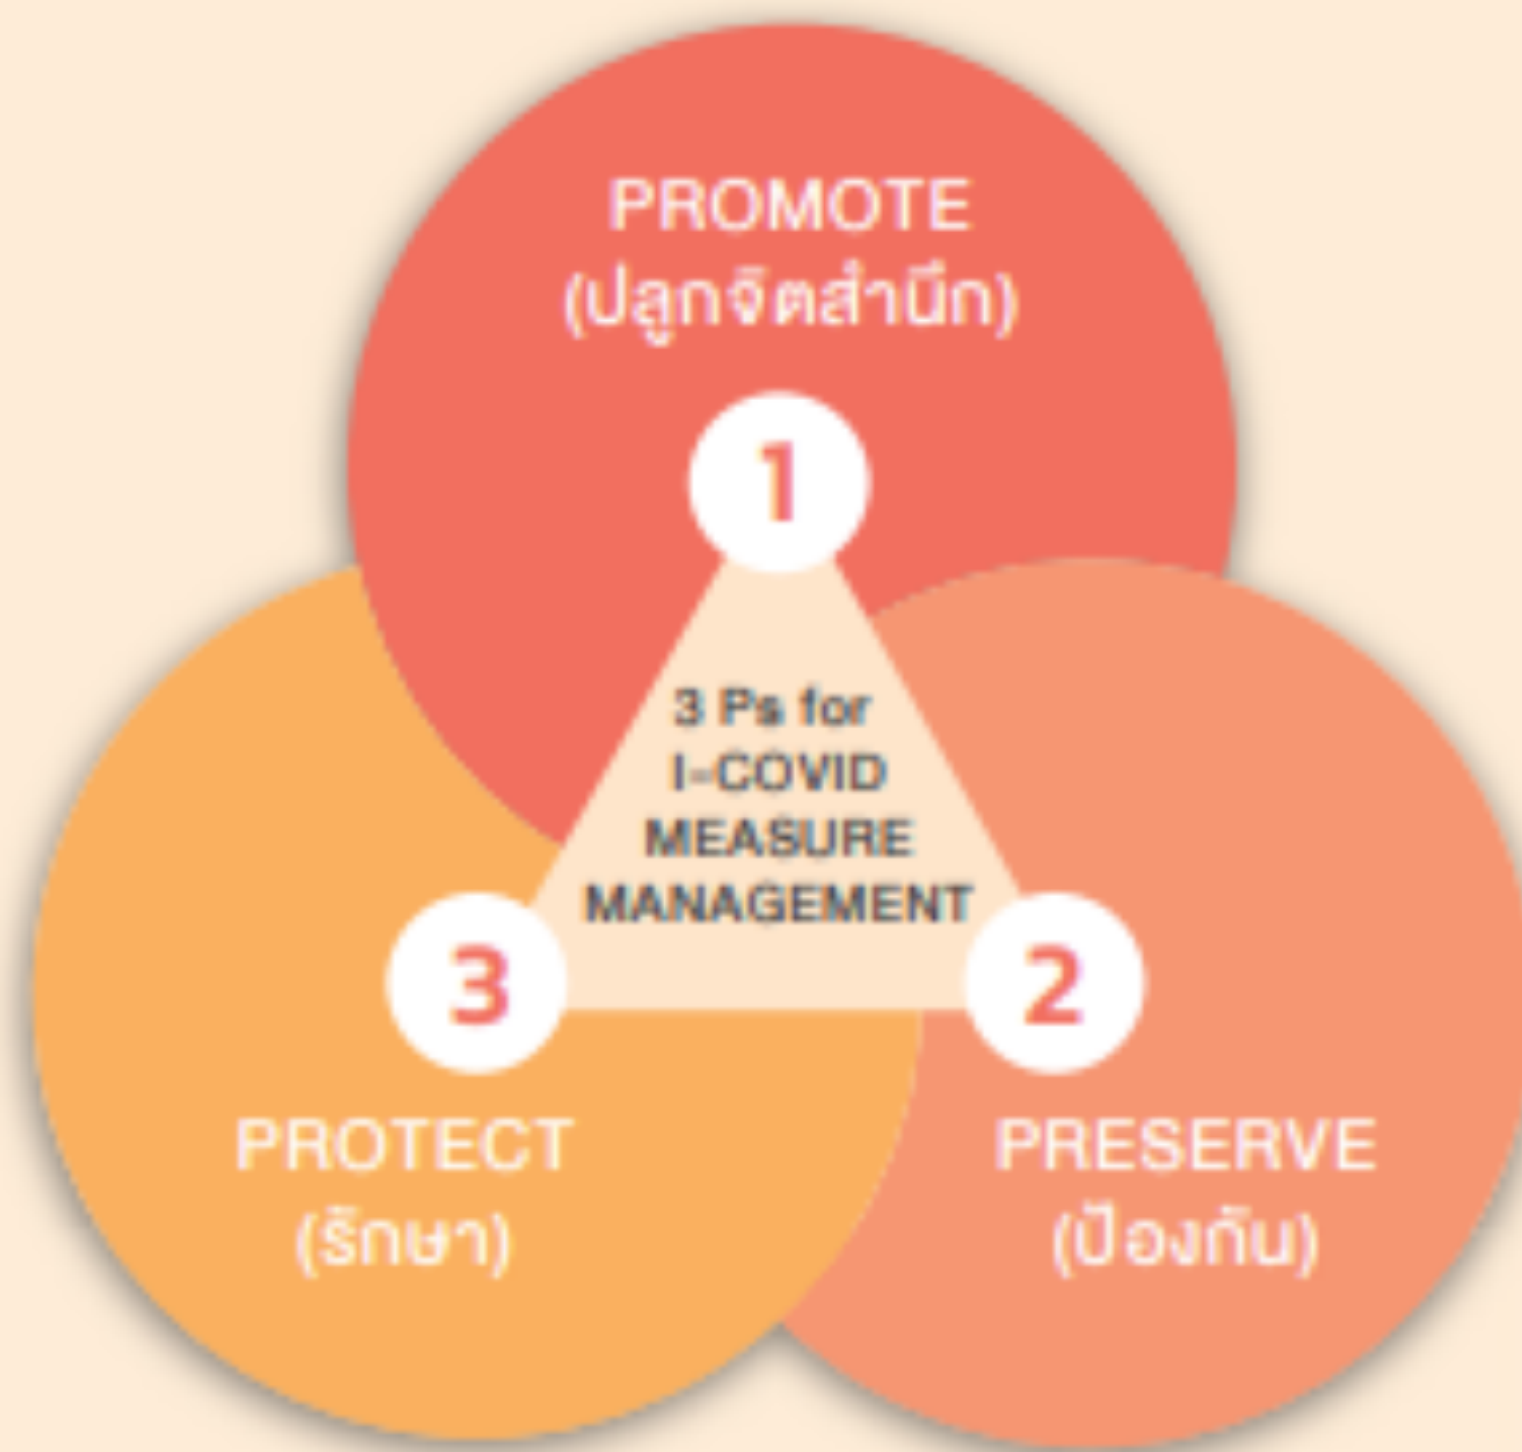 PROMOTE
(ปลูกจิตสำนึก)
1
3 Ps for
I-COVID
MEASURE
MANAGEMENT
3
2
PROTECT
(รักษา)
PRESERVE
(ป้องกัน)